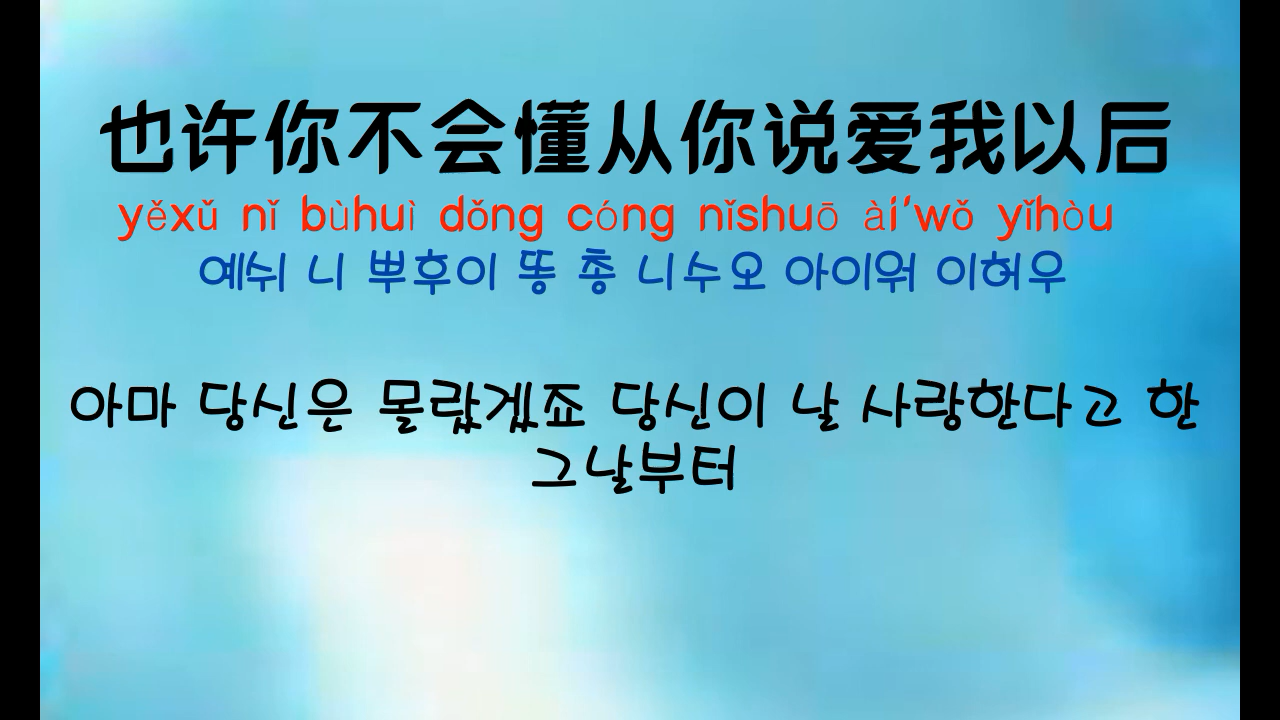 也许你不会懂从你说爱我以后
yěxǔ nǐ bùhuì dǒng cóng nǐshuō ài'wǒ yǐhòu
예쉬 니 뿌후이 똥 총 니수오 아이워 이허우
아마 당신은 몰랐겠죠 당신이 날 사랑한다고 한
그날부터